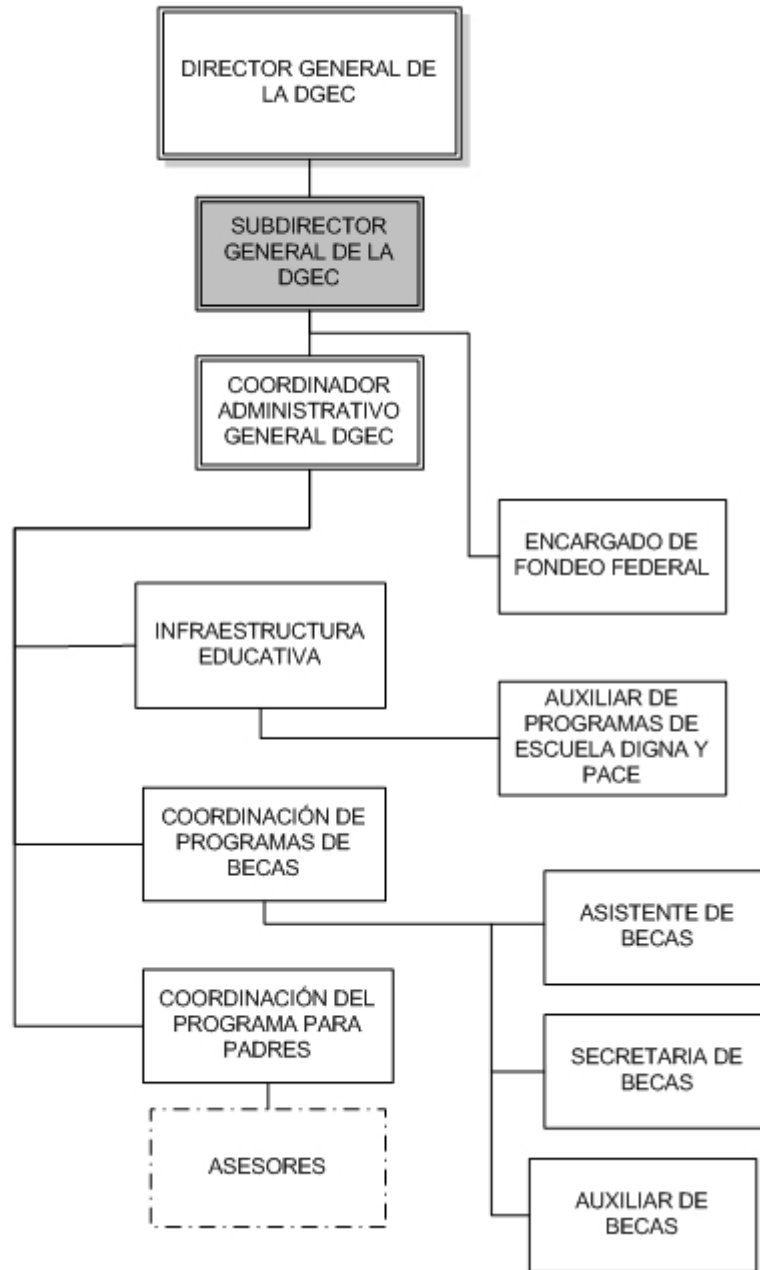 DIRECTOR GENERAL DE
LA DGEC
SUBDIRECTOR
GENERAL DE LA
DGEC
COORDINADOR
ADMINISTRATIVO
GENERAL DGEC
ENCARGADO DE
FONDEO FEDERAL
INFRAESTRUCTURA
EDUCATIVA
AUXILIAR DE
PROGRAMAS DE
ESCUELA DIGNA Y
PACE
COORDINACIÓN DE
PROGRAMAS DE
BECAS
ASISTENTE DE
BECAS
COORDINACIÓN DEL
PROGRAMA PARA
PADRES
SECRETARIA DE
BECAS
ASESORES
AUXILIAR DE
BECAS